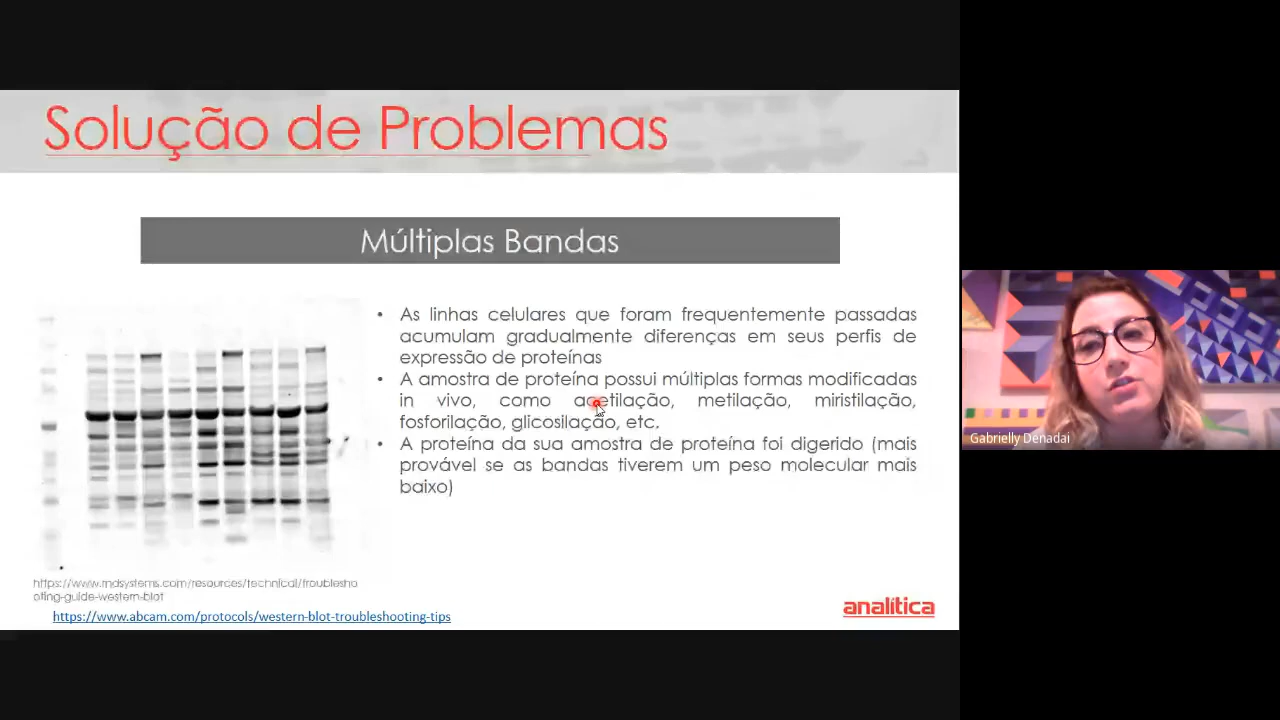 Solução de Problemas
Múltiplas Bandas
• As linhas celulares que foram frequentemente passadas
acumulam gradualmente diferenças em seus perfis de
expressão de proteínas
• A amostra de proteína possui múltiplas formas modificadas
in vivo, como acetilação, metilação, miristilação,
fosforilação, glicosilação, etc.
• A proteína da sua amostra de proteína foi digerido (mais
provável se as bandas tiverem um peso molecular mais
baixo)
https://www.rndsystems.com/resources/technical/troublesho
oting-guide-western-blot
https://www.abcam.com/protocols/western-blot-troubleshooting-tips
analítica
Gabrielly Denadai